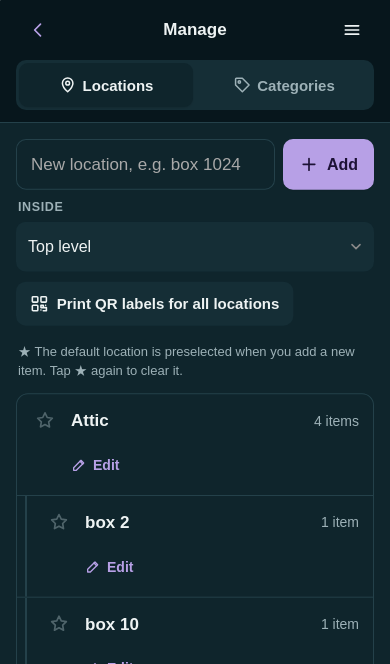 Manage
Locations
Categories
New location, e.g. box 1024
Add
INSIDE
Top level
Print QR labels for all locations
★ The default location is preselected when you add a new
item. Tap ★ again to clear it.
Attic
4 items
Edit
box 2
1 item
Edit
box 10
1 item
Edit